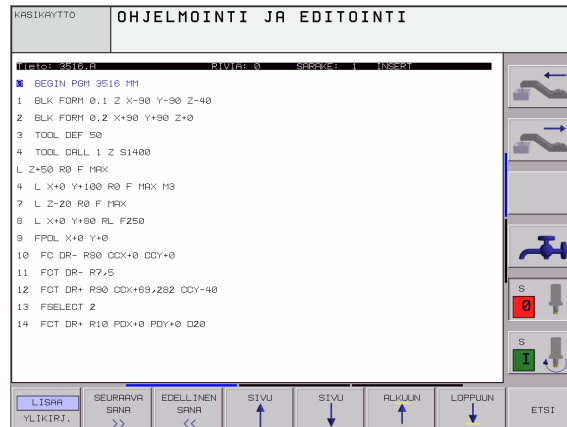 KASIKAYTTO
OHJELMOINTI JA EDITOINTI
Tieto: 3516.A RIVIA: 0 SARAKE: 1 INSERT
0 BEGIN PGM 3516 MM
1 BLK FORM 0.1 Z X-90 Y-90 Z-40
2 BLK FORM 0.2 X+90 Y+90 Z+0
3 TOOL DEF 50
4 TOOL CALL 1 Z S1400
L Z+50 R0 F MAX
4 L X+0 Y+100 R0 F MAX M3
7 L Z-20 R0 F MAX
8 L X+0 Y+80 RL F250
9 FPOL X+0 Y+0
10 FC DR- R80 CCX+0 CCY+0
11 FCT DR- R7,5
12 FCT DR+ R90 CCX+69,282 CCY-40
13 FSELECT 2
14 FCT DR+ R10 PDX+0 PDY+0 D20
S
0
S
I
LISAA
YLIKIRJ.
SEURAAVA
SANA
>>
EDELLINEN
SANA
<<
SIVU
SIVU
ALKUUN
LOPPUUN
ETSI